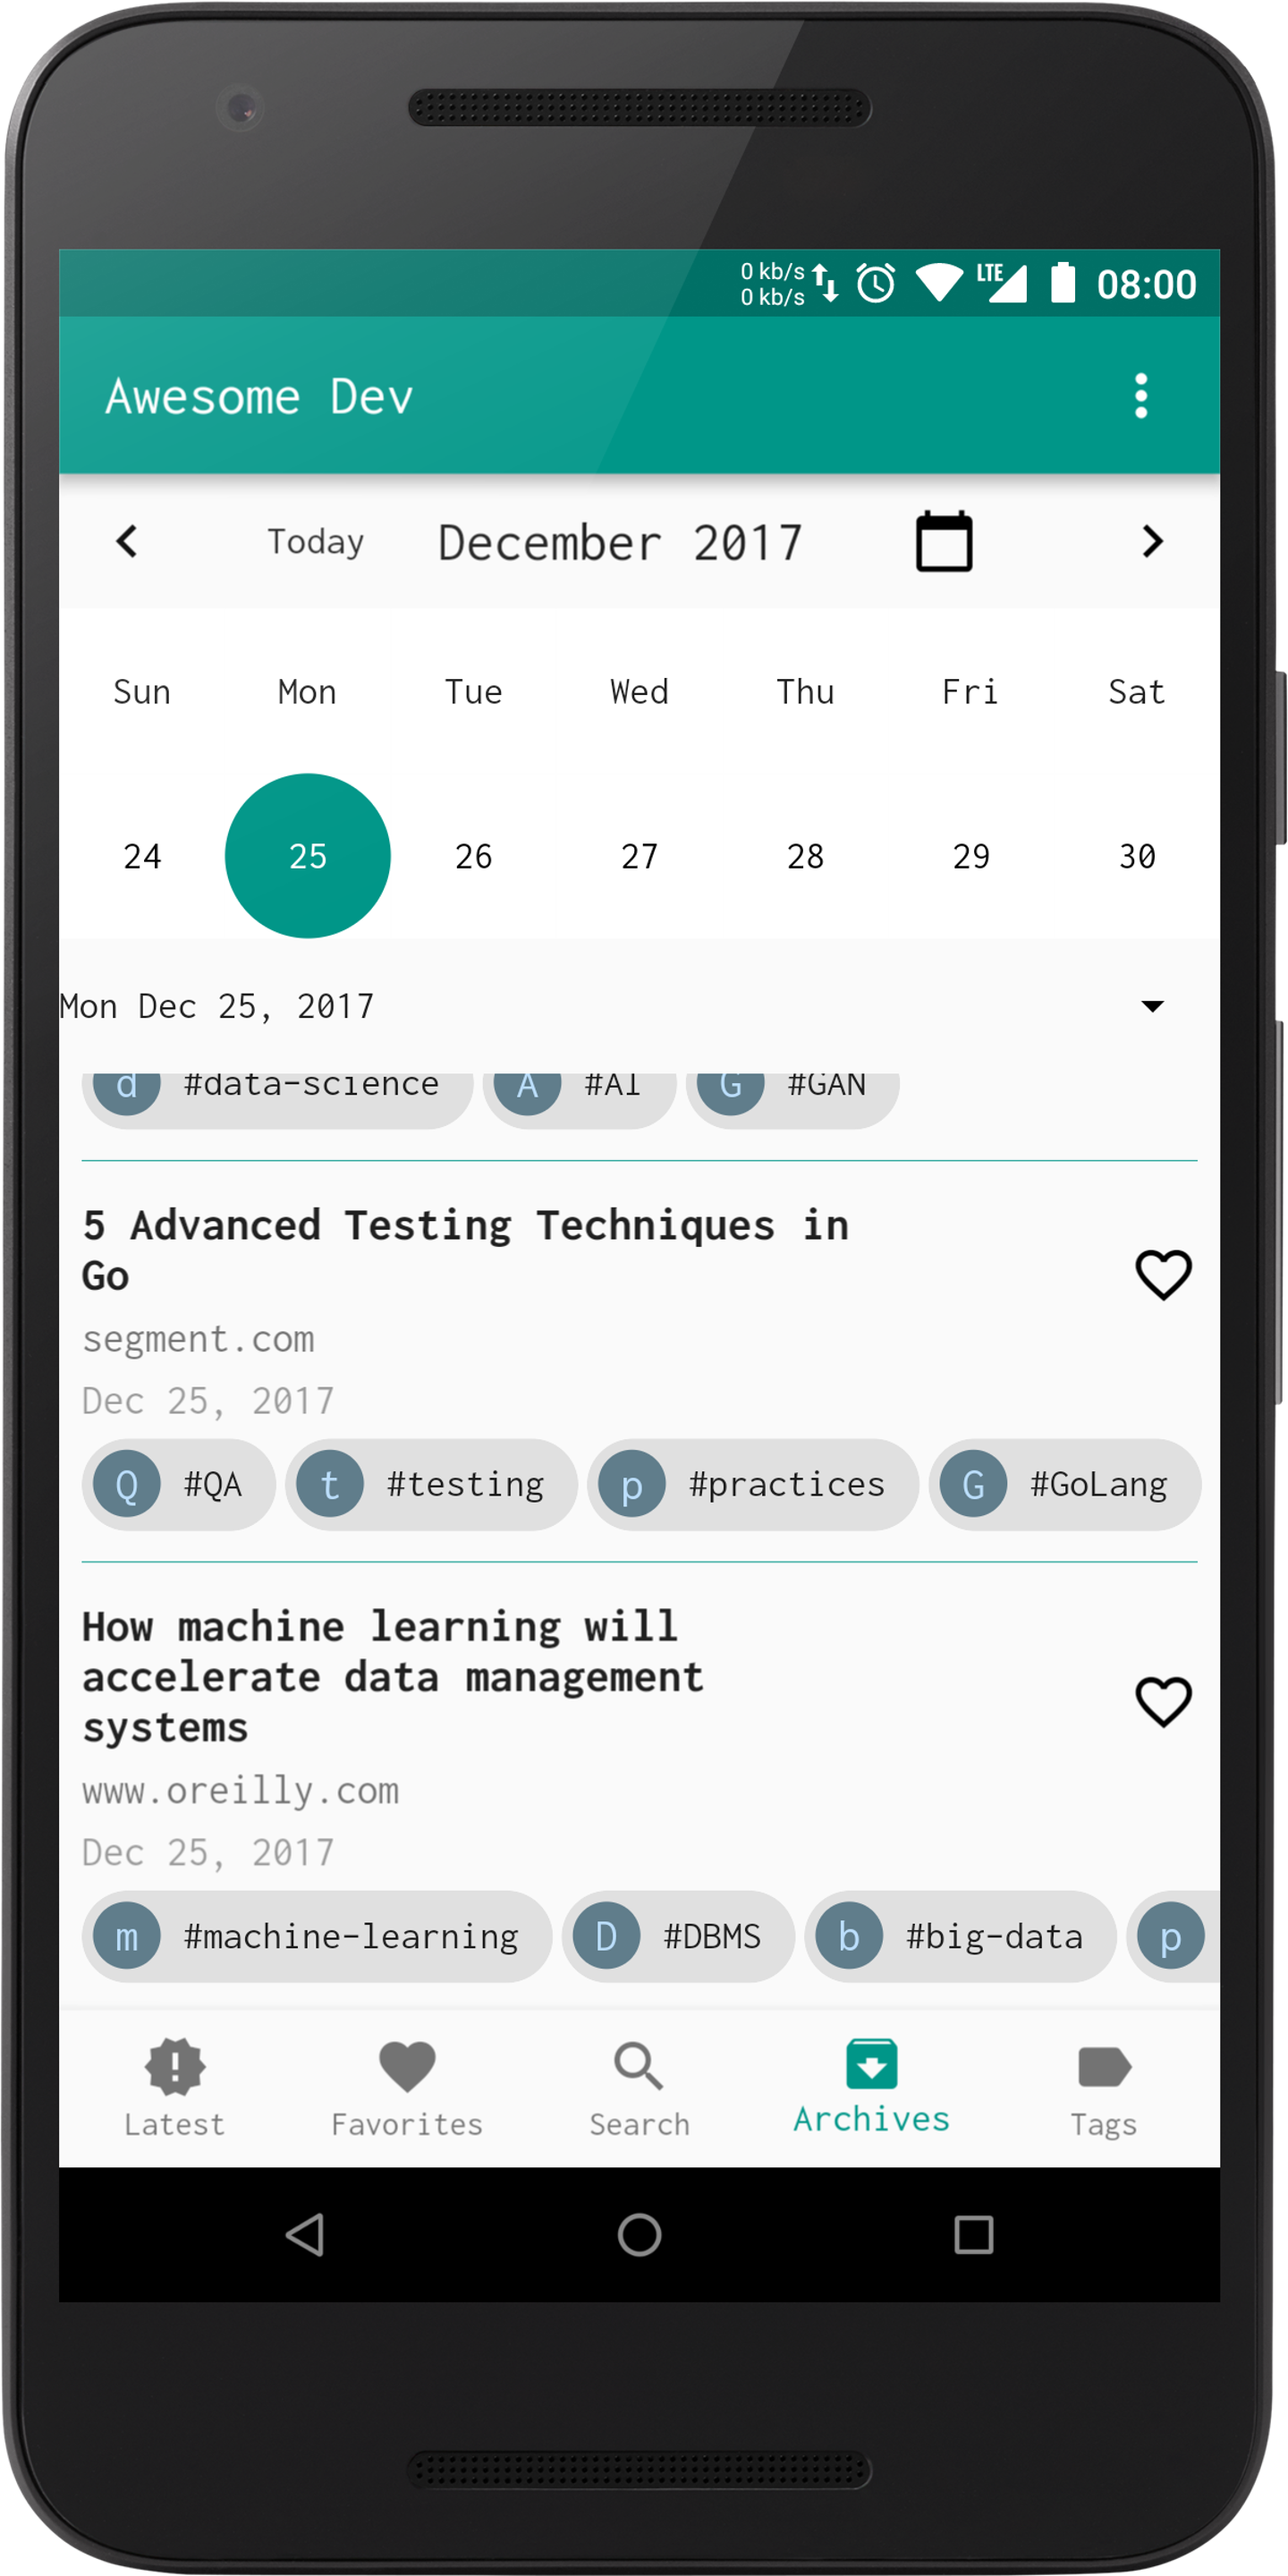 0 kb/s
0 kb/s
LTE
08:00
Awesome Dev
Today December 2017
Sun Mon Tue Wed Thu Fri Sat
24 25 26 27 28 29 30
Mon Dec 25, 2017
d #data-science A #AI G #GAN
5 Advanced Testing Techniques in
Go
segment.com
Dec 25, 2017
Q #QA t #testing p #practices G #GoLang
How machine learning will
accelerate data management
systems
www.oreilly.com
Dec 25, 2017
m #machine-learning D #DBMS b #big-data p
Latest Favorites Search Archives Tags